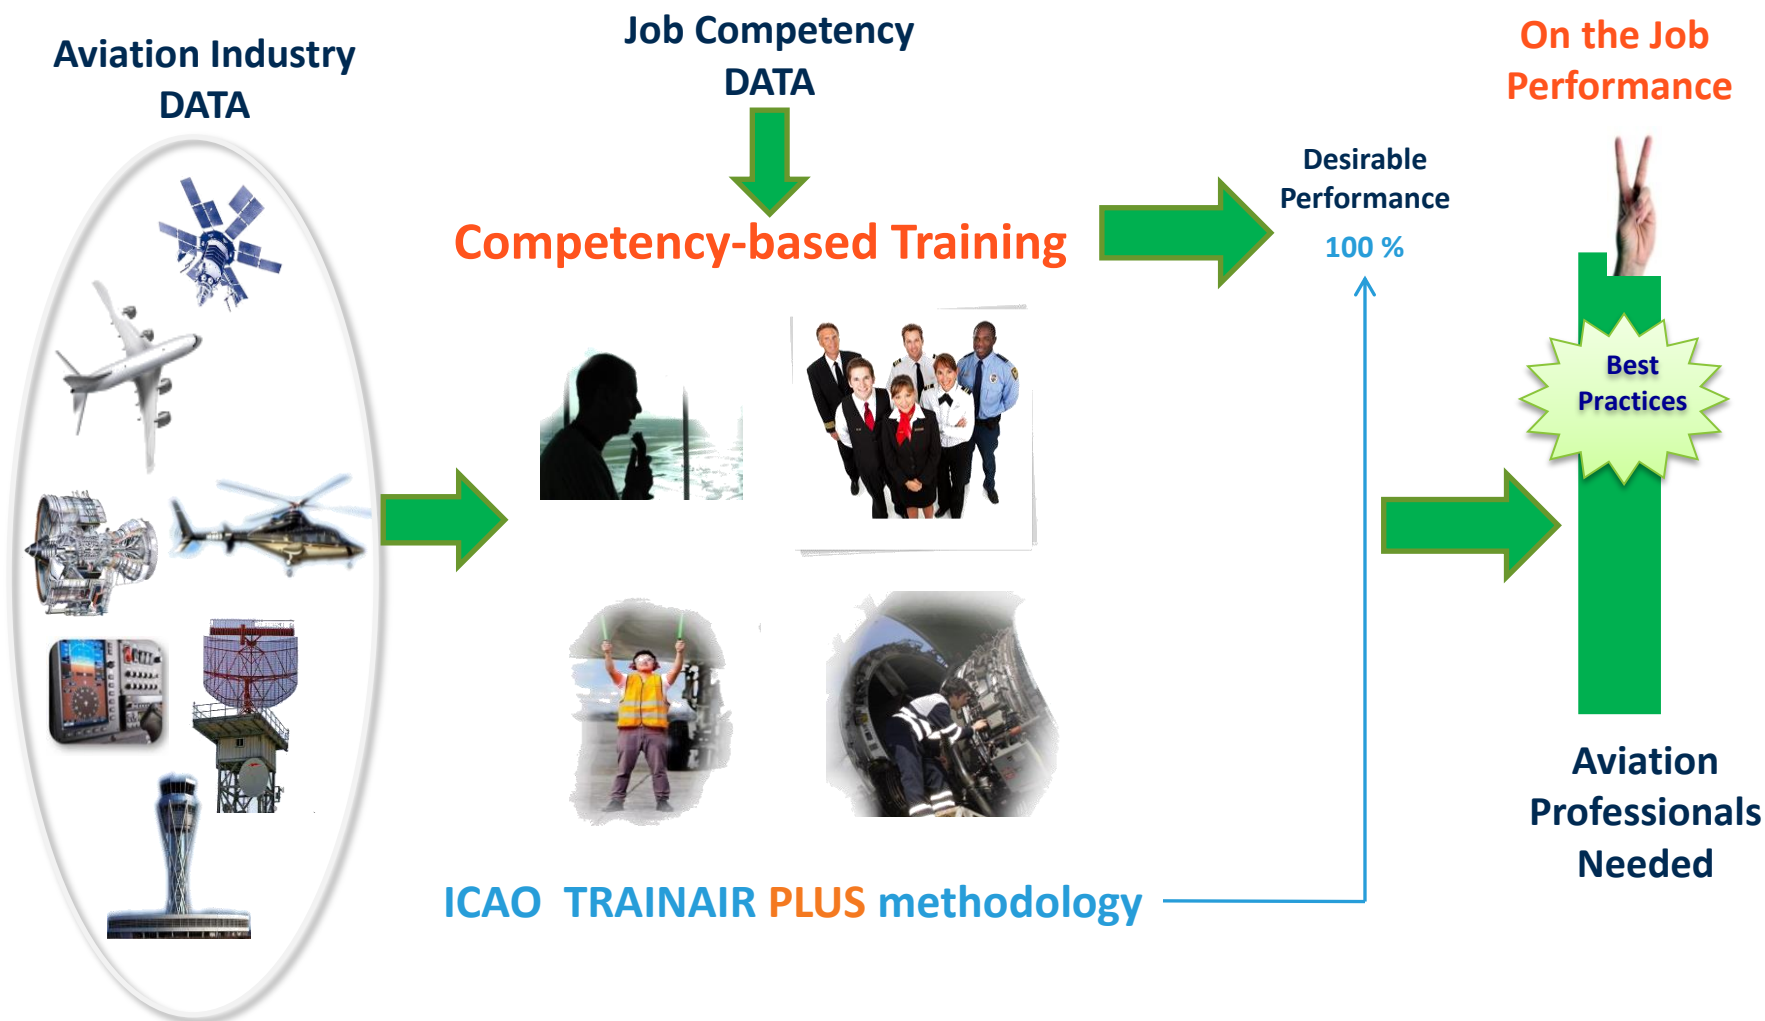 Aviation Industry
DATA
Job Competency
DATA
Competency-based Training
Desirable
Performance
100 %
On the Job
Performance
Best
Practices
Aviation
Professionals
Needed
ICAO  TRAINAIR PLUS methodology